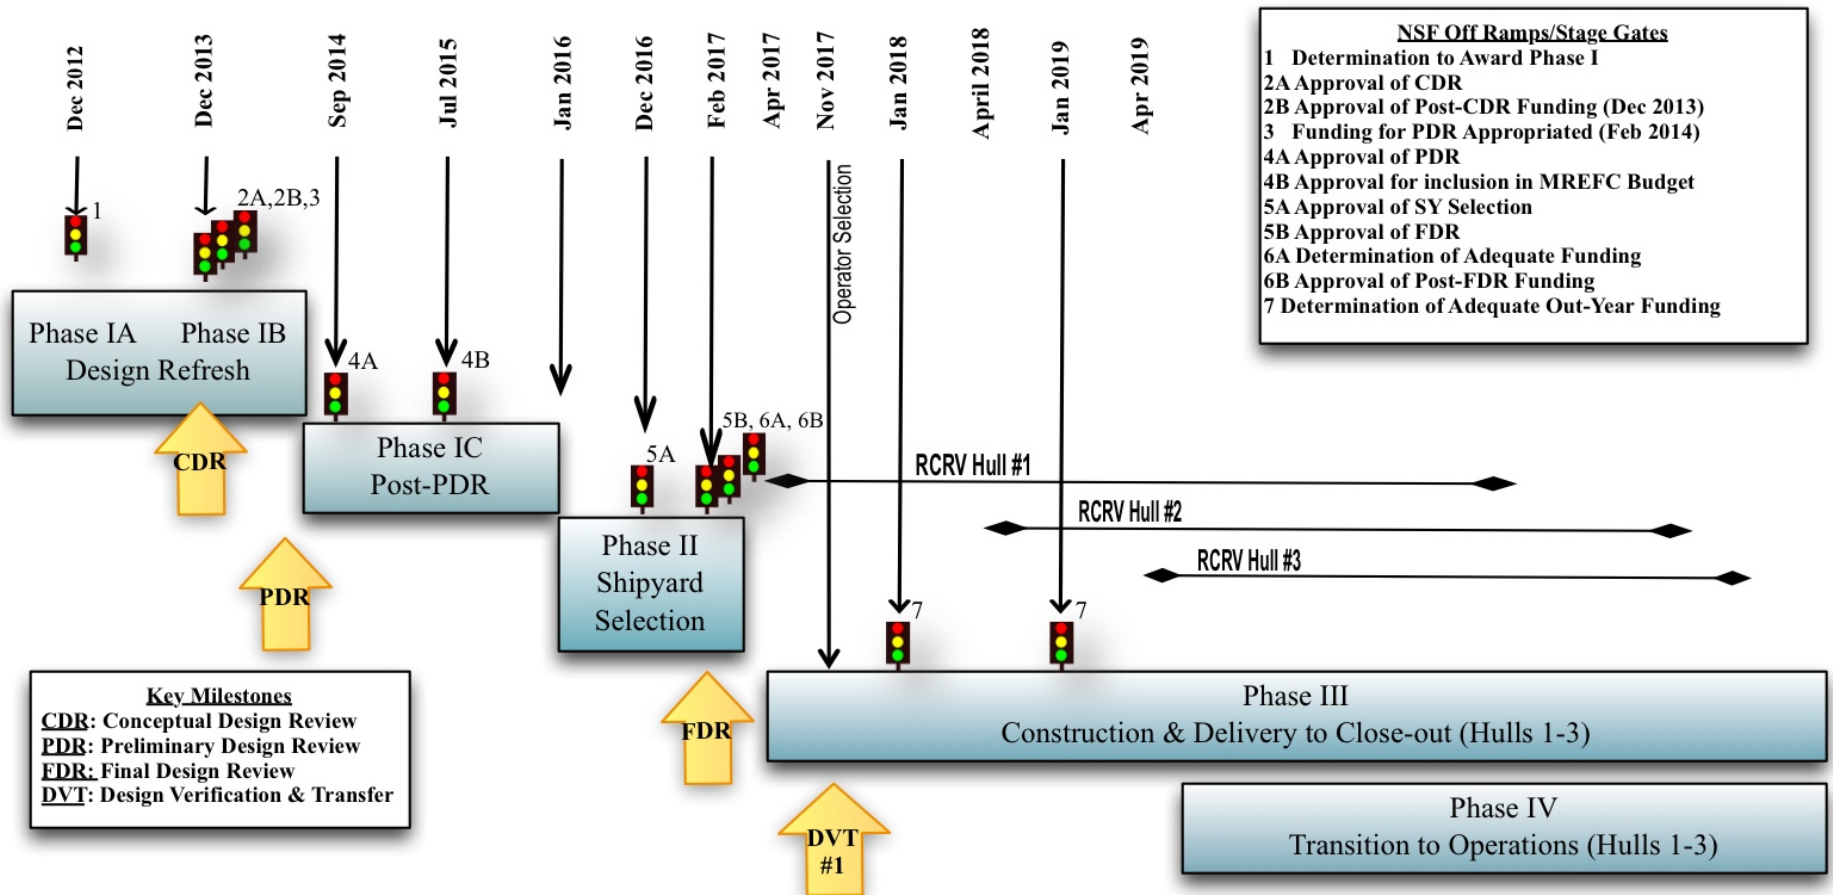 Dec 2012
Dec 2013
Sep 2014
Jul 2015
Jan 2016
Dec 2016
Feb 2017
Apr 2017
Nov 2017
Jan 2018
April 2018
Jan 2019
Apr 2019
NSF Off Ramps/Stage Gates
1 Determination to Award Phase I
2A Approval of CDR
2B Approval of Post-CDR Funding (Dec 2013)
3 Funding for PDR Appropriated (Feb 2014)
4A Approval of PDR
4B Approval for inclusion in MREFC Budget
5A Approval of SY Selection
5B Approval of FDR
6A Determination of Adequate Funding
6B Approval of Post-FDR Funding
7 Determination of Adequate Out-Year Funding
1
2A,2B,3
Operator Selection
Phase IA Phase IB
Design Refresh
4A
4B
CDR
Phase IC
Post-PDR
5A
5B, 6A, 6B
RCRV Hull #1
RCRV Hull #2
RCRV Hull #3
Phase II
Shipyard
Selection
PDR
7
7
Key Milestones
CDR: Conceptual Design Review
PDR: Preliminary Design Review
FDR: Final Design Review
DVT: Design Verification & Transfer
FDR
Phase III
Construction & Delivery to Close-out (Hulls 1-3)
DVT
#1
Phase IV
Transition to Operations (Hulls 1-3)